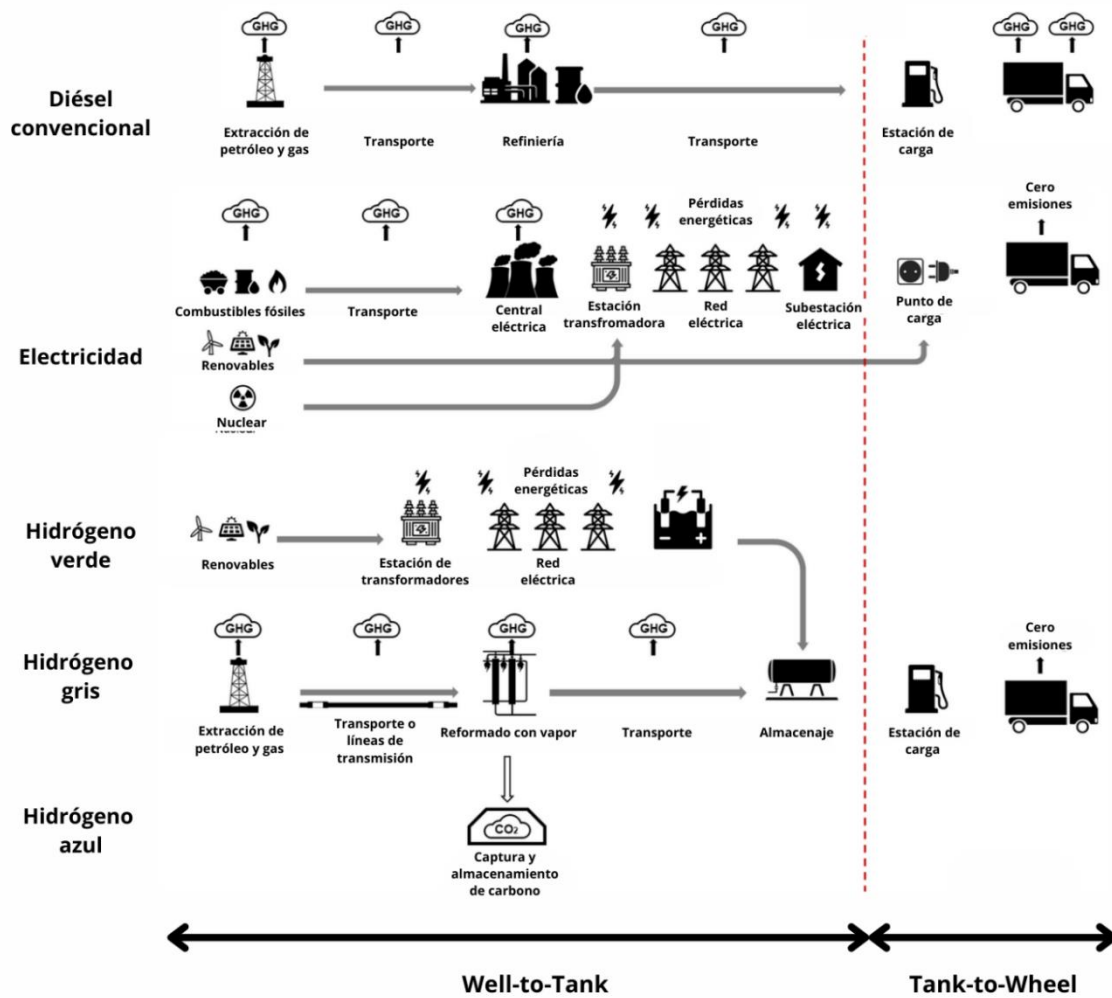 GHG
GHG
GHG
GHG
GHG
GHG
Diésel
convencional
Extracción de
petróleo y gas
Transporte
Refiniería
Transporte
Estación de
carga
GHG
GHG
GHG
Pérdidas
energéticas
Cero
emisiones
Combustibles fósiles
Transporte
Central
eléctrica
Estación
transfromadora
Red
eléctrica
Subestación
eléctrica
Punto de
carga
Electricidad
Renovables
Nuclear
Pérdidas
energéticas
Hidrógeno
verde
Renovables
Estación de
transformadores
Red
eléctrica
GHG
GHG
GHG
GHG
Cero
emisiones
Hidrógeno
gris
Extracción de
petróleo y gas
Transporte o
líneas de
transmisión
Reformado con vapor
Transporte
Almacenaje
Estación de
carga
Hidrógeno
azul
CO₂
Captura y
almacenamiento
de carbono
Well-to-Tank
Tank-to-Wheel